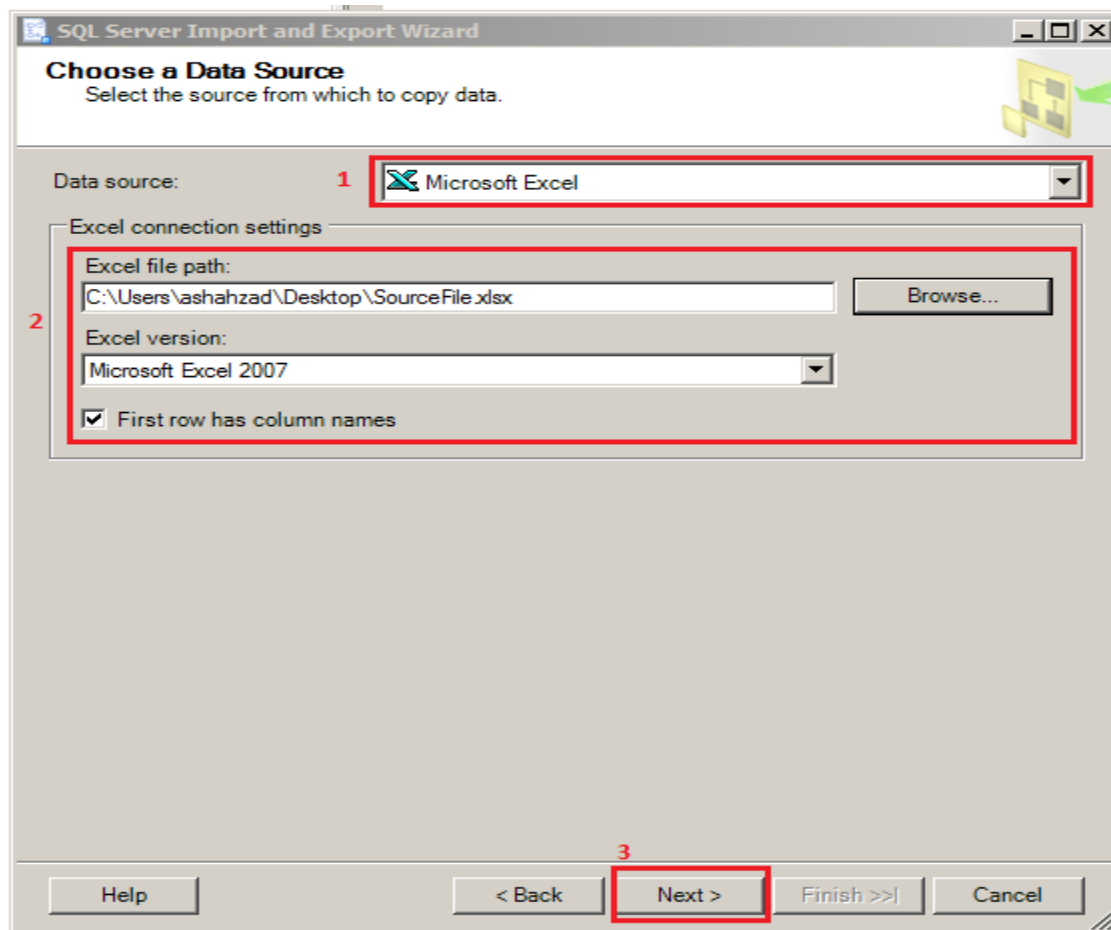 SQL Server Import and Export Wizard
Choose a Data Source
Select the source from which to copy data.
Data source: 1 Microsoft Excel
Excel connection settings
Excel file path:
C:\Users\ashahzad\Desktop\SourceFile.xlsx Browse...
2
Excel version:
Microsoft Excel 2007
First row has column names
3
Help < Back Next > Finish >>| Cancel